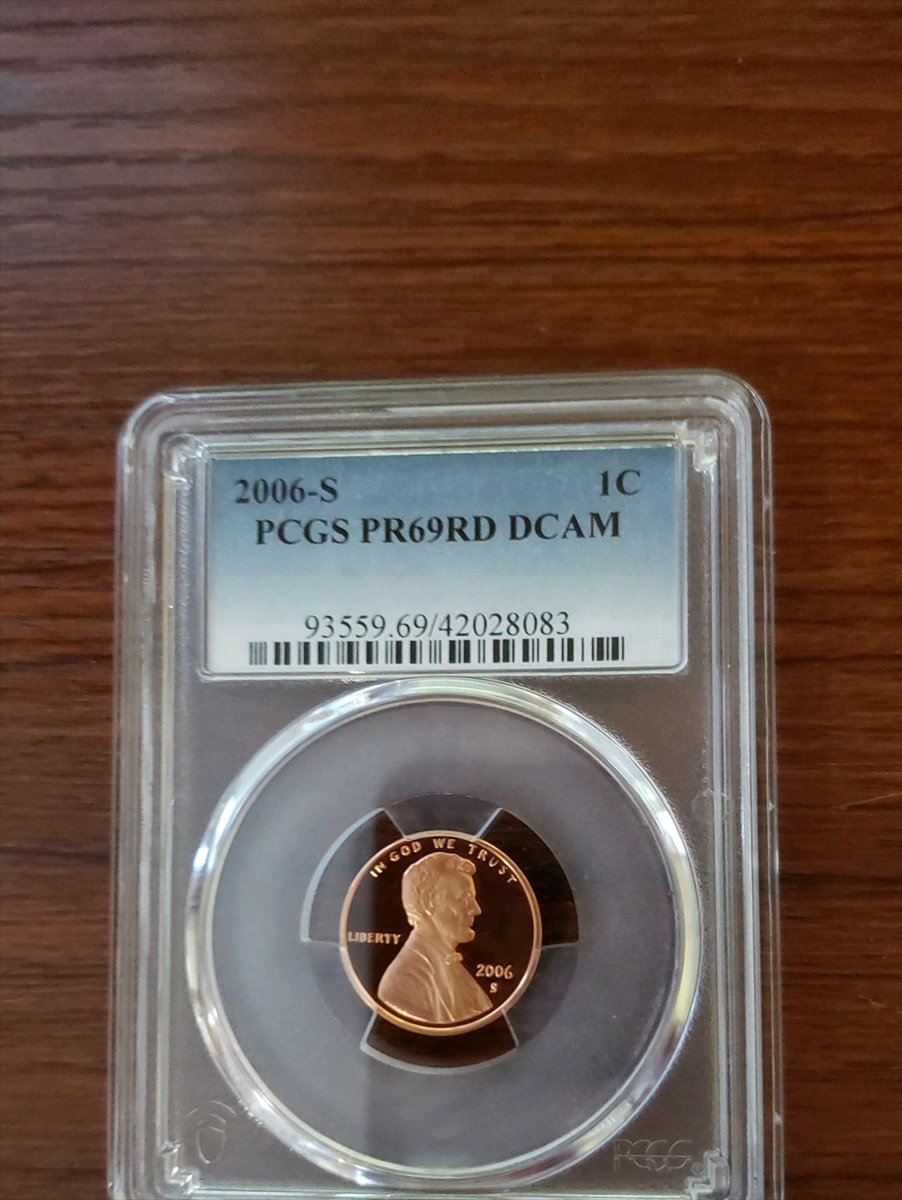 2006-S 1C
PCGS PR69RD DCAM
93559.69/42028083
IN GOD WE TRUST
LIBERTY
2006
S
PCGS